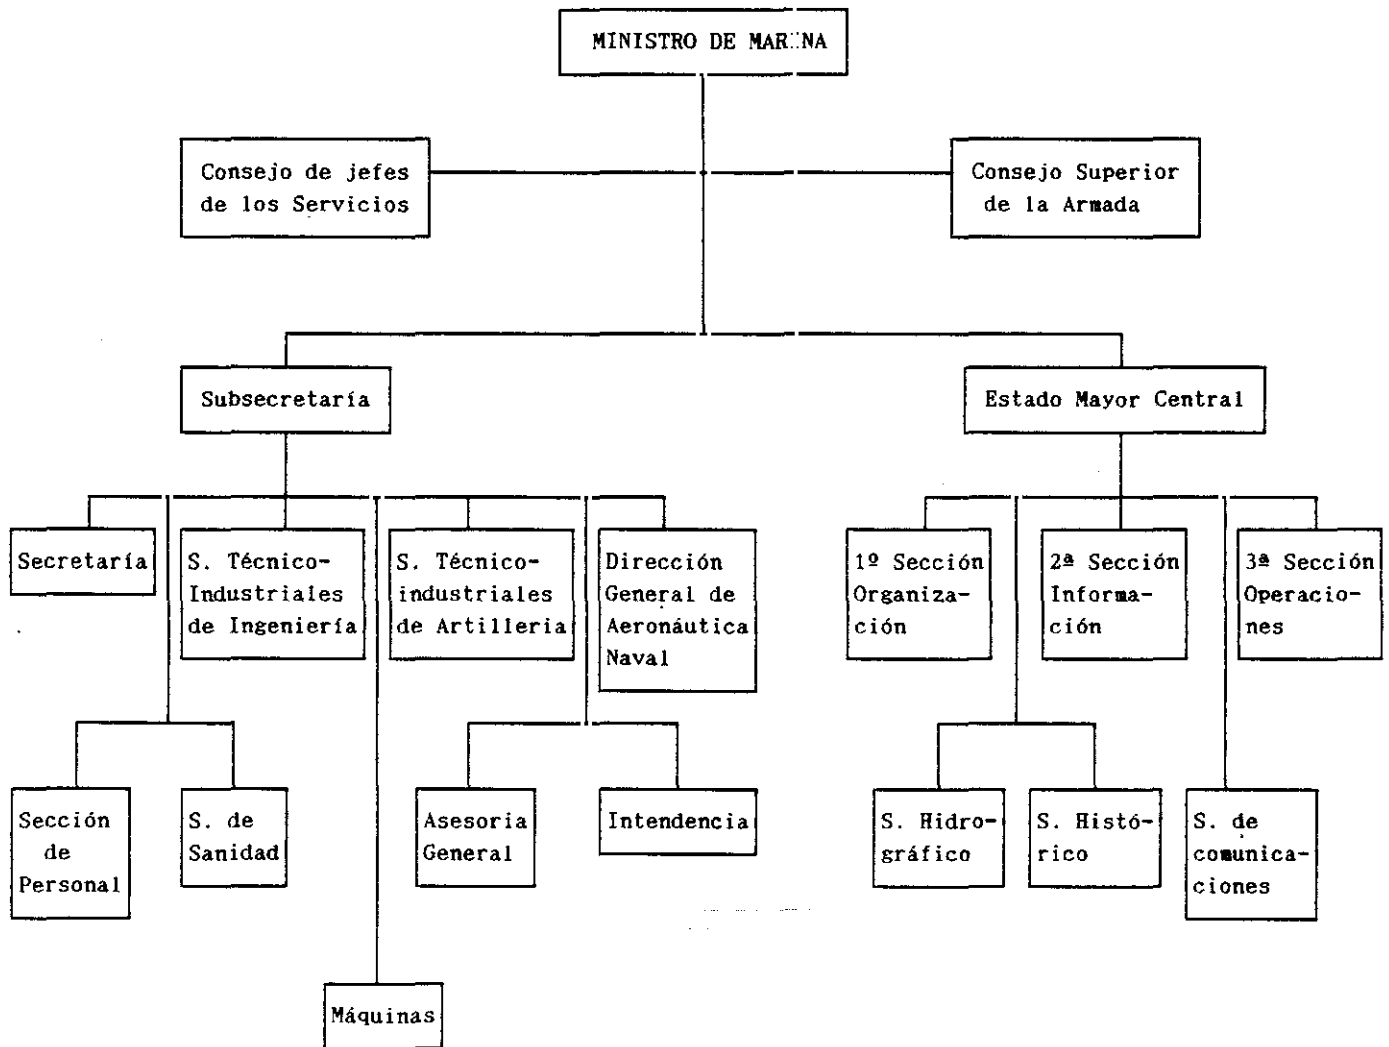 MINISTRO DE MARINA
Consejo de jefes
de los Servicios
Consejo Superior
de la Armada
Subsecretaría
Estado Mayor Central
Secretaría
S. Técnico-
Industriales
de Ingeniería
S. Técnico-
industriales
de Artilleria
Dirección
General de
Aeronáutica
Naval
1º Sección
Organiza-
ción
2ª Sección
Informa-
ción
3ª Sección
Operacio-
nes
Sección
de
Personal
S. de
Sanidad
Asesoria
General
Intendencia
S. Hidro-
gráfico
S. Histó-
rico
S. de
comunica-
ciones
Máquinas